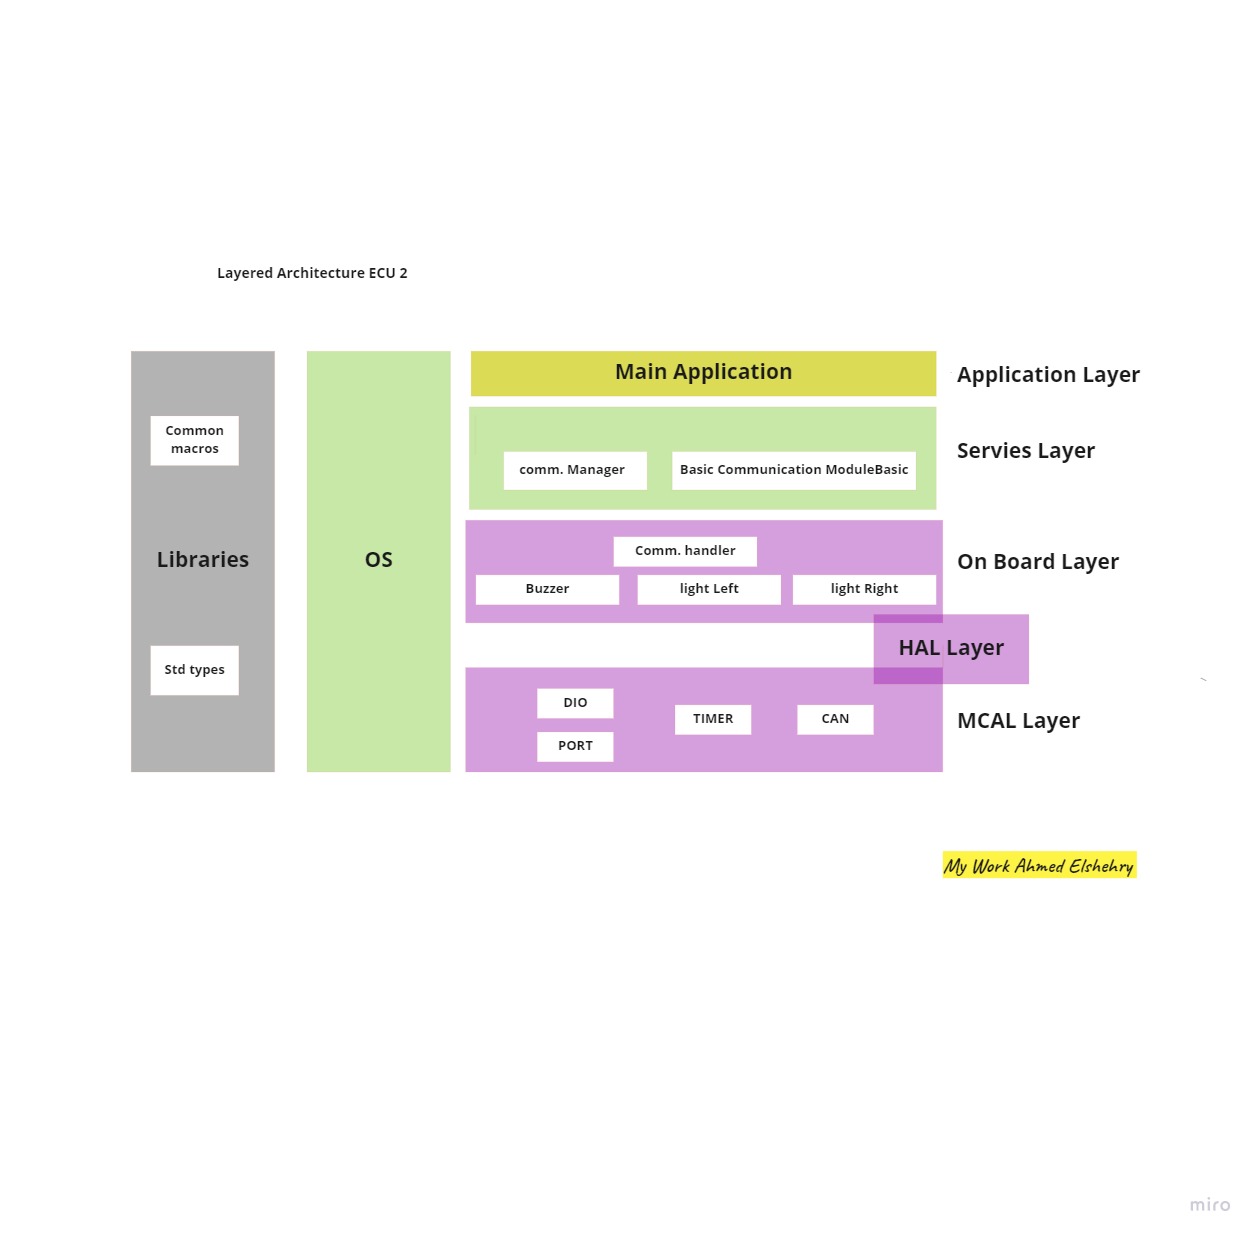 Layered Architecture ECU 2
Main Application
Application Layer
Common
macros
Servies Layer
comm. Manager
Basic Communication ModuleBasic
Libraries
OS
Comm. handler
On Board Layer
Buzzer
light Left
light Right
HAL Layer
Std types
DIO
TIMER
CAN
MCAL Layer
PORT
My Work Ahmed Elshehry
miro